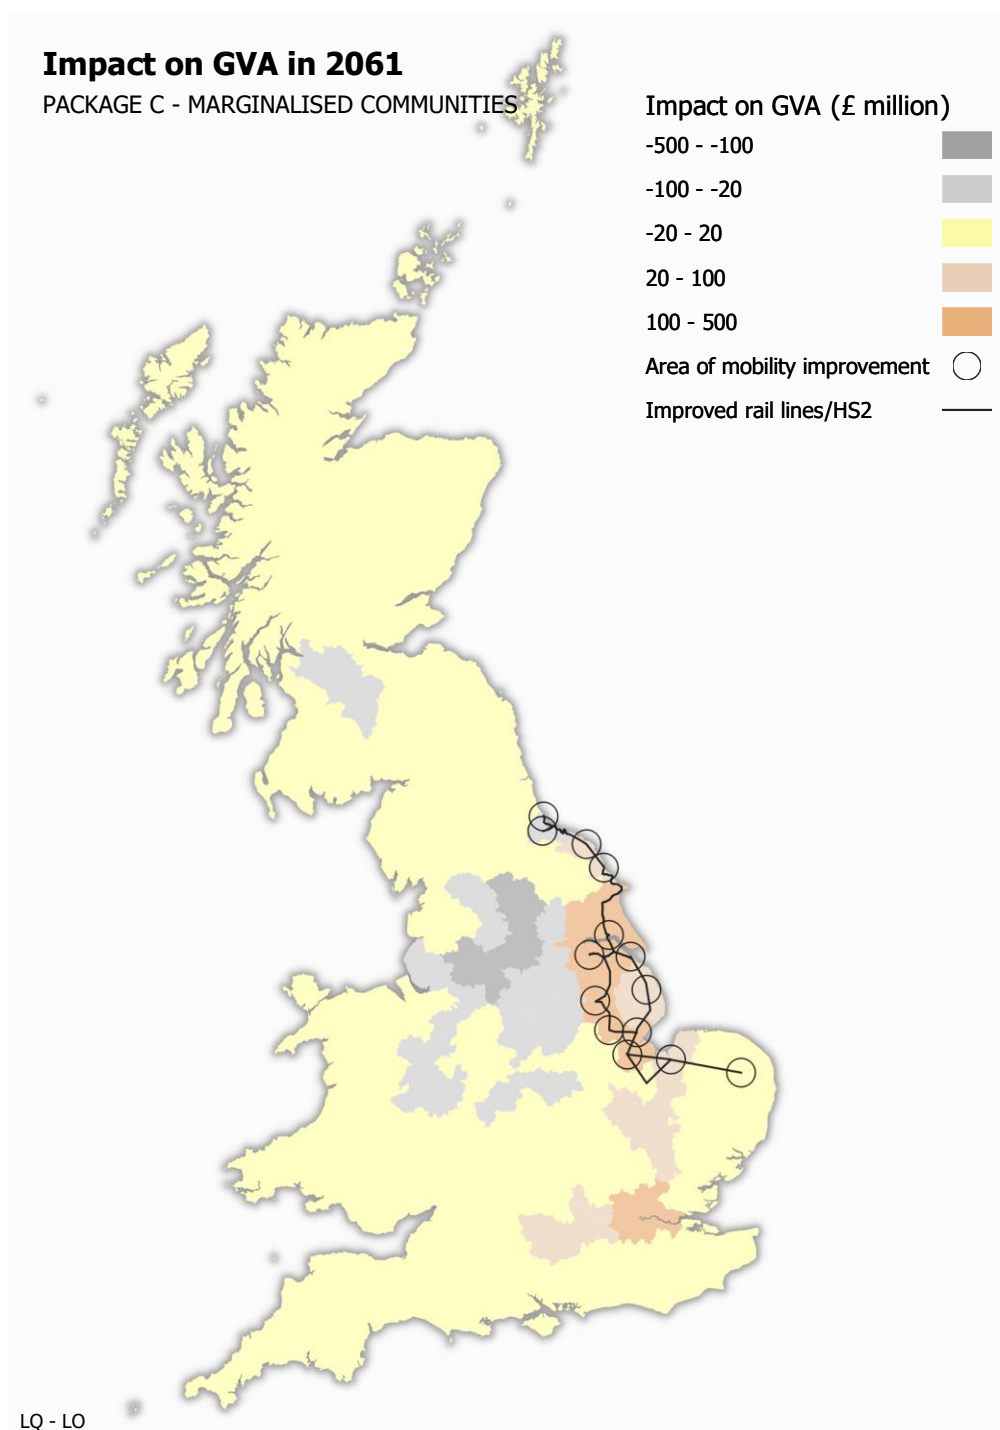 Impact on GVA in 2061
PACKAGE C - MARGINALISED COMMUNITIES
Impact on GVA (£ million)
-500 - -100
-100 - -20
-20 - 20
20 - 100
100 - 500
Area of mobility improvement
Improved rail lines/HS2
LQ - LO